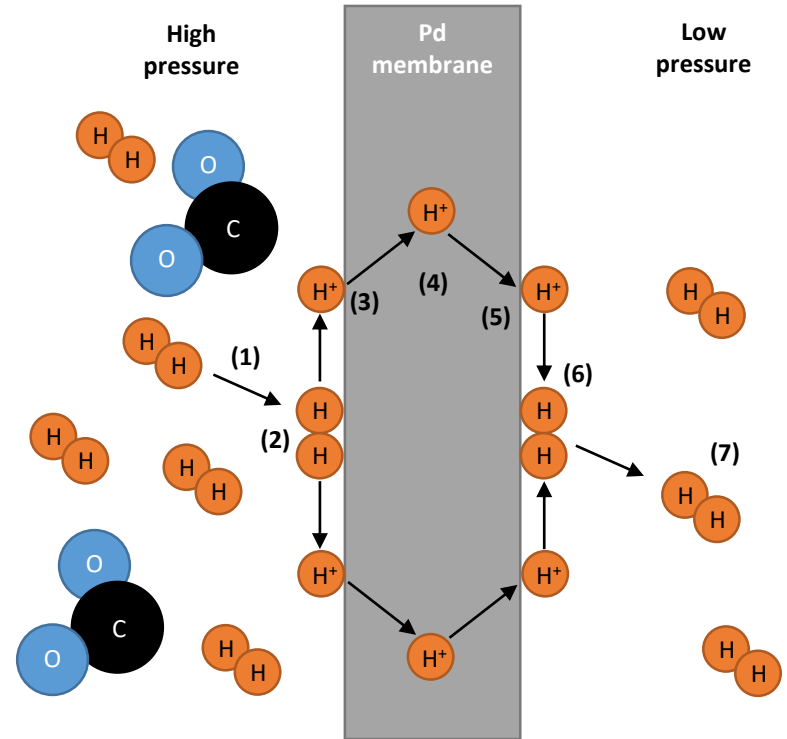 High
pressure
Pd
membrane
Low
pressure
H
H
O
C
O
H⁺
H⁺
(3)
(4)
H⁺
(5)
H
H
H
H
(1)
H
H
(2)
H
H
(6)
H
H
(7)
H
H
H
H
H
H
O
C
O
H⁺
H⁺
H⁺
H
H
H
H